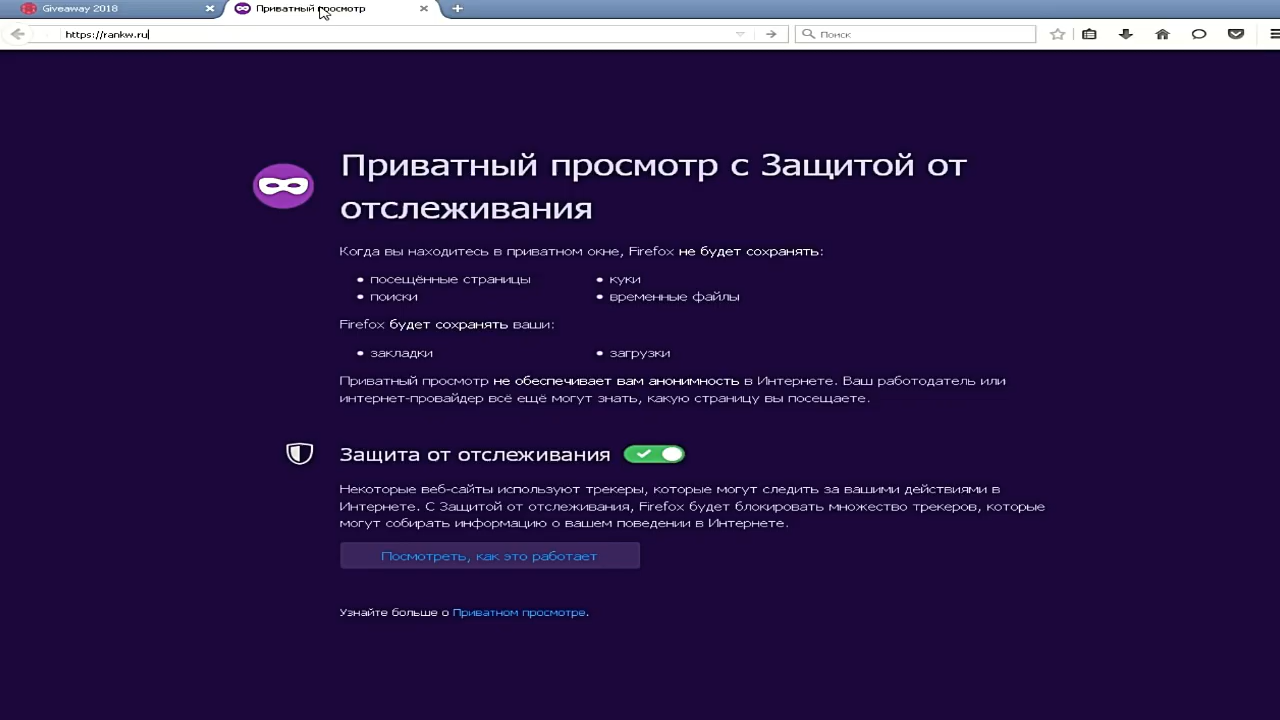 Giveaway 2018
Приватный просмотр
https://rankw.ru
Поиск
Приватный просмотр с Защитой от
отслеживания
Когда вы находитесь в приватном окне, Firefox не будет сохранять:
посещённые страницы
куки
поиски
временные файлы
Firefox будет сохранять ваши:
закладки
загрузки
Приватный просмотр не обеспечивает вам анонимность в Интернете. Ваш работодатель или
интернет-провайдер всё ещё могут знать, какую страницу вы посещаете.
Защита от отслеживания
Некоторые веб-сайты используют трекеры, которые могут следить за вашими действиями в
Интернете. С Защитой от отслеживания, Firefox будет блокировать множество трекеров, которые
могут собирать информацию о вашем поведении в Интернете.
Посмотреть, как это работает
Узнайте больше о Приватном просмотре.